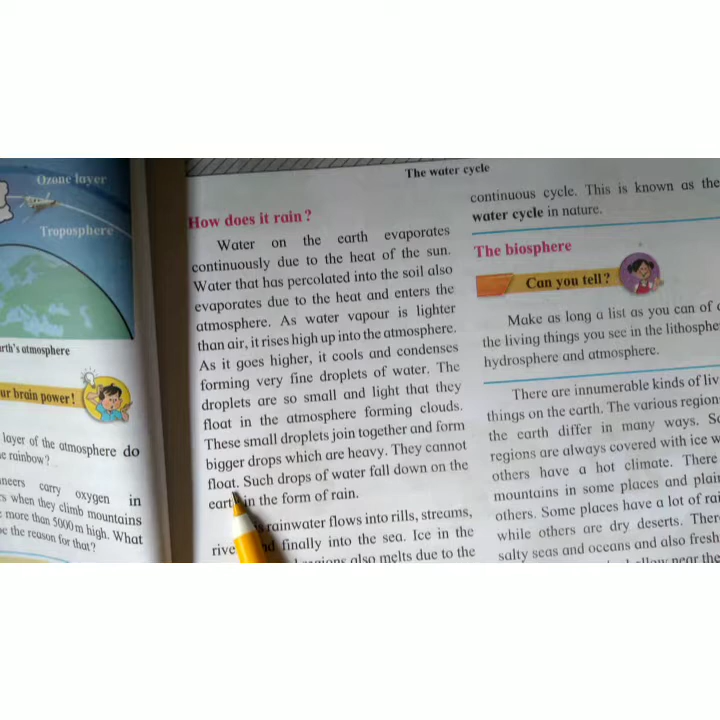 Ozone layer
Troposphere
arth's atmosphere
ur brain power!
layer of the atmosphere do
e rainbow?
neers carry oxygen in
s when they climb mountains
more than 5000 m high. What
be the reason for that?
The water cycle
How does it rain?
Water on the earth evaporates
continuously due to the heat of the sun.
Water that has percolated into the soil also
evaporates due to the heat and enters the
atmosphere. As water vapour is lighter
than air, it rises high up into the atmosphere.
As it goes higher, it cools and condenses
forming very fine droplets of water. The
droplets are so small and light that they
float in the atmosphere forming clouds.
These small droplets join together and form
bigger drops which are heavy. They cannot
float. Such drops of water fall down on the
earth in the form of rain.
rainwater flows into rills, streams,
rive finally into the sea. Ice in the
regions also melts due to the
continuous cycle. This is known as the
water cycle in nature.
The biosphere
Can you tell?
Make as long a list as you can of
the living things you see in the lithosphe
hydrosphere and atmosphere.
There are innumerable kinds of liv
things on the earth. The various region
the earth differ in many ways. So
regions are always covered with ice w
others have a hot climate. There
mountains in some places and plain
others. Some places have a lot of rai
while others are dry deserts. Ther
salty seas and oceans and also fresh
near the